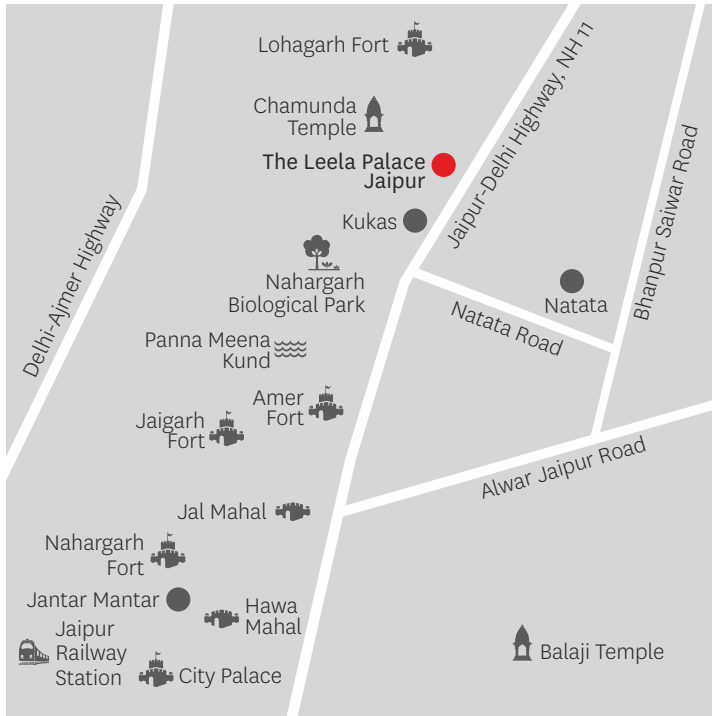 Lohagarh Fort
Chamunda
Temple
The Leela Palace
Jaipur
Jaipur-Delhi Highway, NH 11
Bhanpur Saiwar Road
Kukas
Delhi-Ajmer Highway
Nahargarh
Biological Park
Natata
Natata Road
Panna Meena
Kund
Amer
Fort
Jaigarh
Fort
Alwar Jaipur Road
Jal Mahal
Nahargarh
Fort
Jantar Mantar
Hawa
Mahal
Jaipur
Railway
Station
City Palace
Balaji Temple